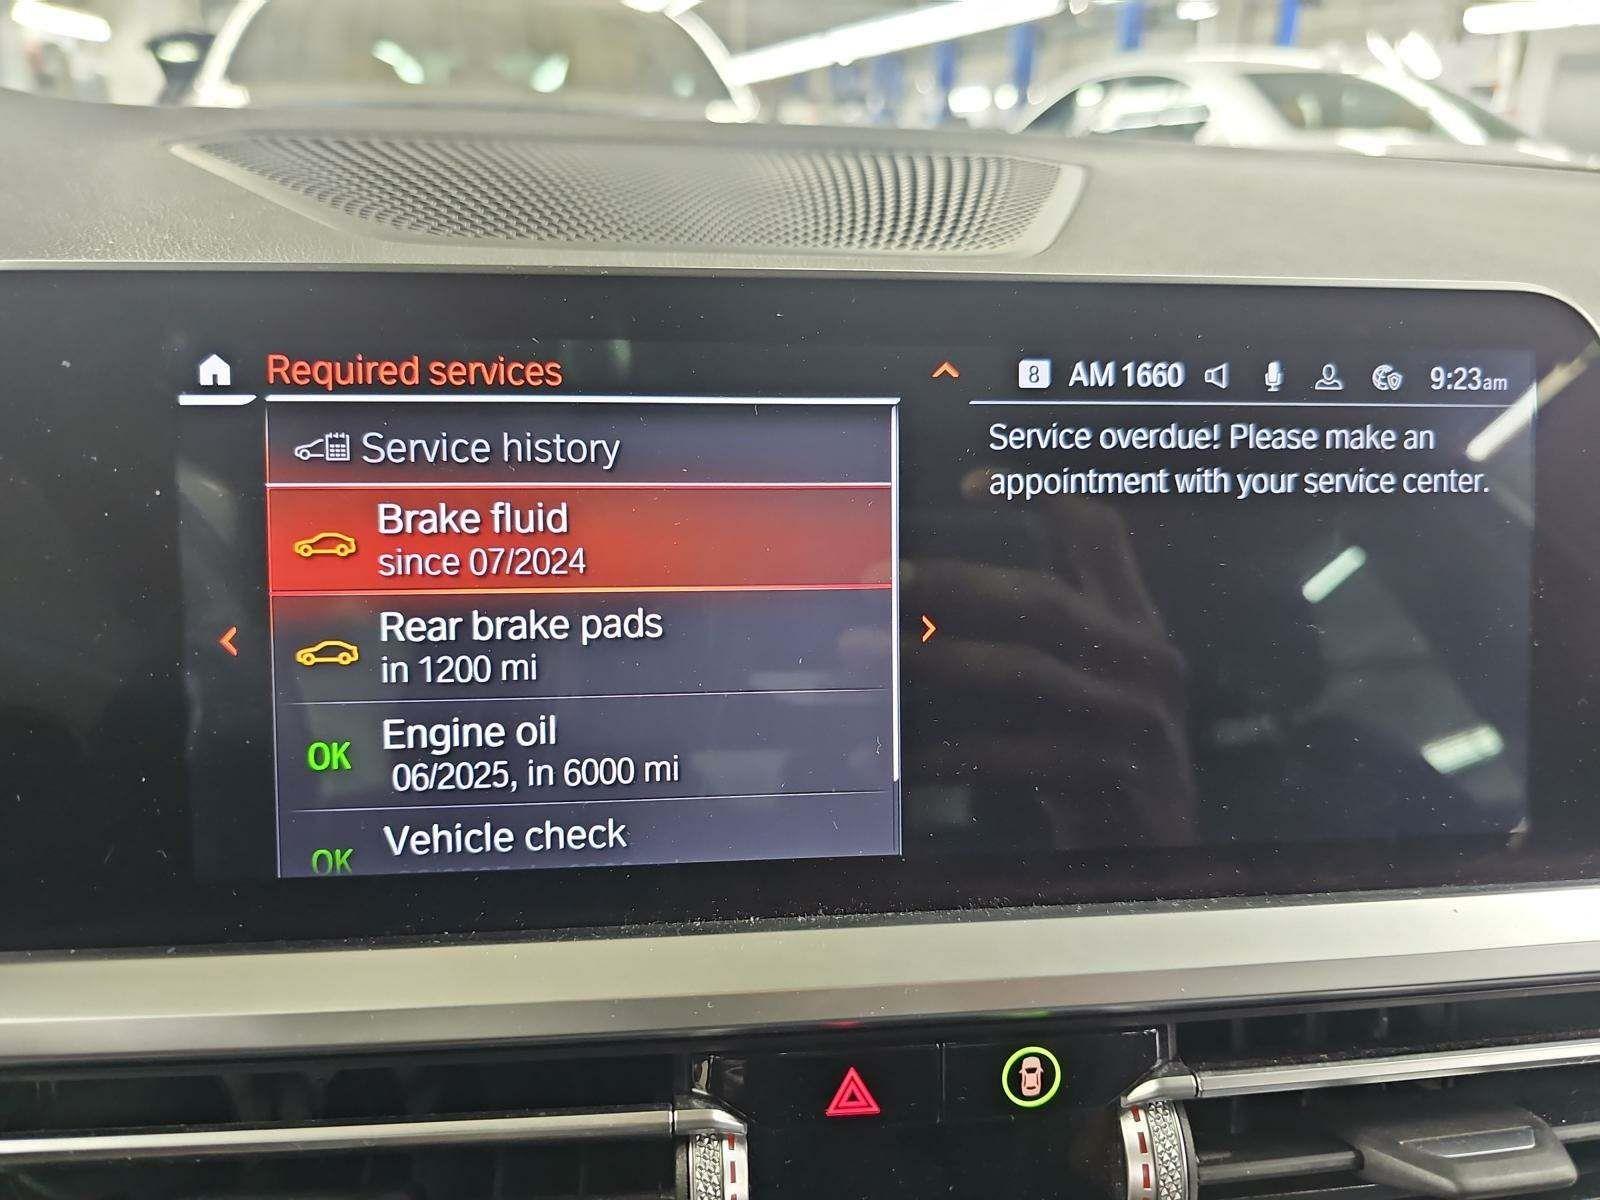 Required services
8 AM 1660 9:23am
Service history
Brake fluid
since 07/2024
Rear brake pads
in 1200 mi
OK Engine oil
06/2025, in 6000 mi
OK Vehicle check
Service overdue! Please make an
appointment with your service center.